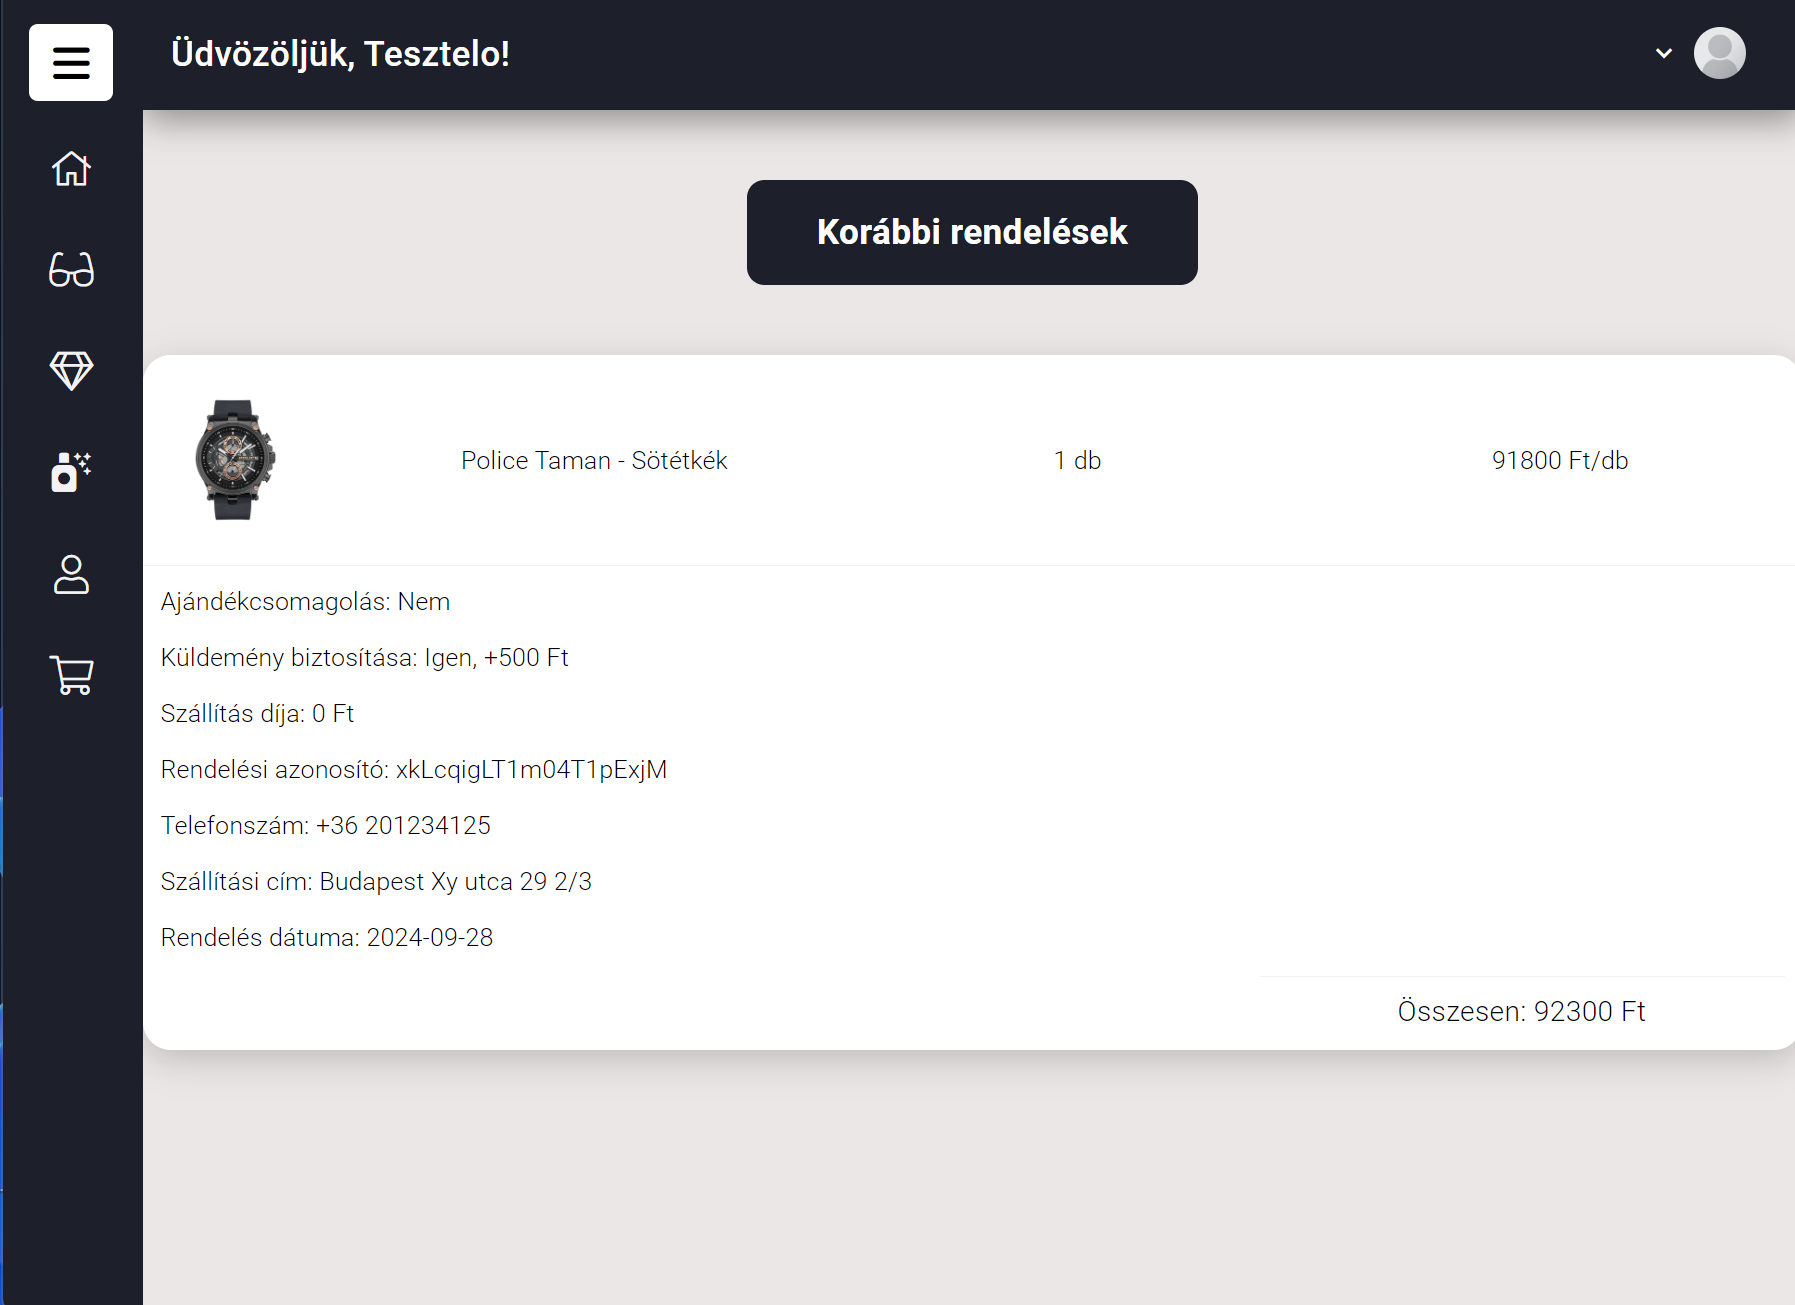 Üdvözöljük, Tesztelo!
Korábbi rendelések
Police Taman - Sötétkék 1 db 91800 Ft/db
Ajándékcsomagolás: Nem
Küldemény biztosítása: Igen, +500 Ft
Szállítás díja: 0 Ft
Rendelési azonosító: xkLcqigLT1m04T1pExjM
Telefonszám: +36 201234125
Szállítási cím: Budapest Xy utca 29 2/3
Rendelés dátuma: 2024-09-28
Összesen: 92300 Ft